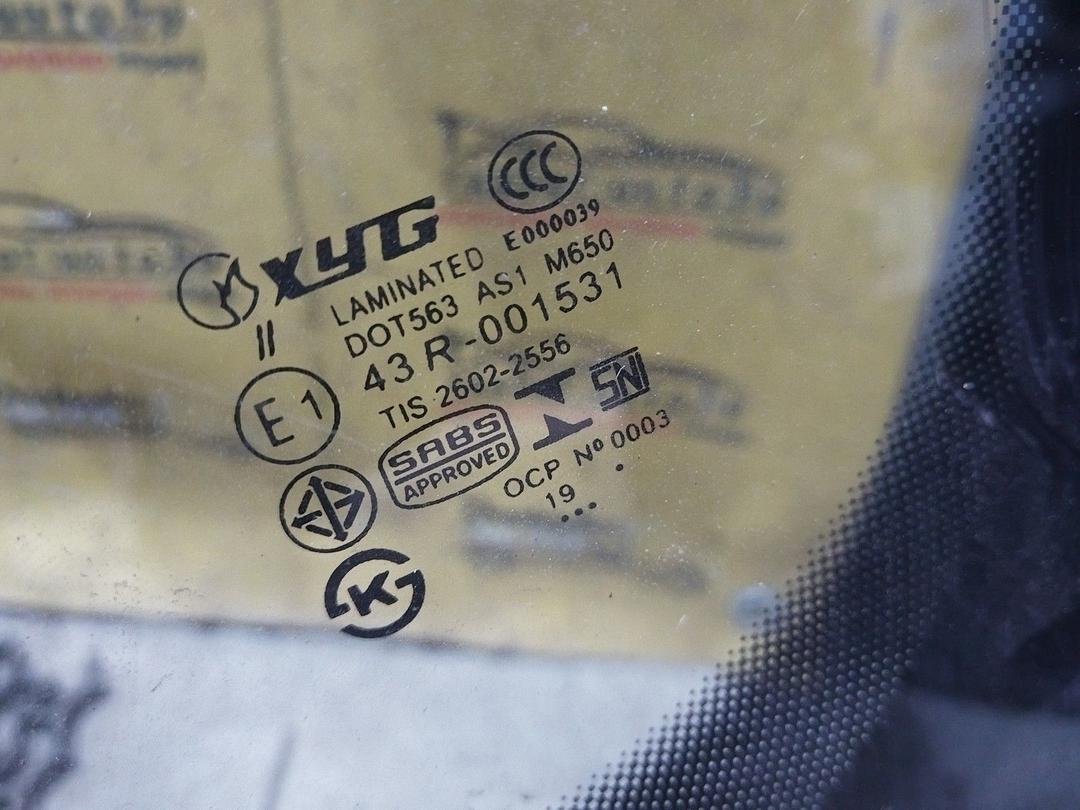 CCC
XYG
LAMINATED E000039
II
DOT563 AS1 M650
43R-001531
E1
TIS 2602-2556
SABS
APPROVED
SNI
OCP Nº 0003
19
K